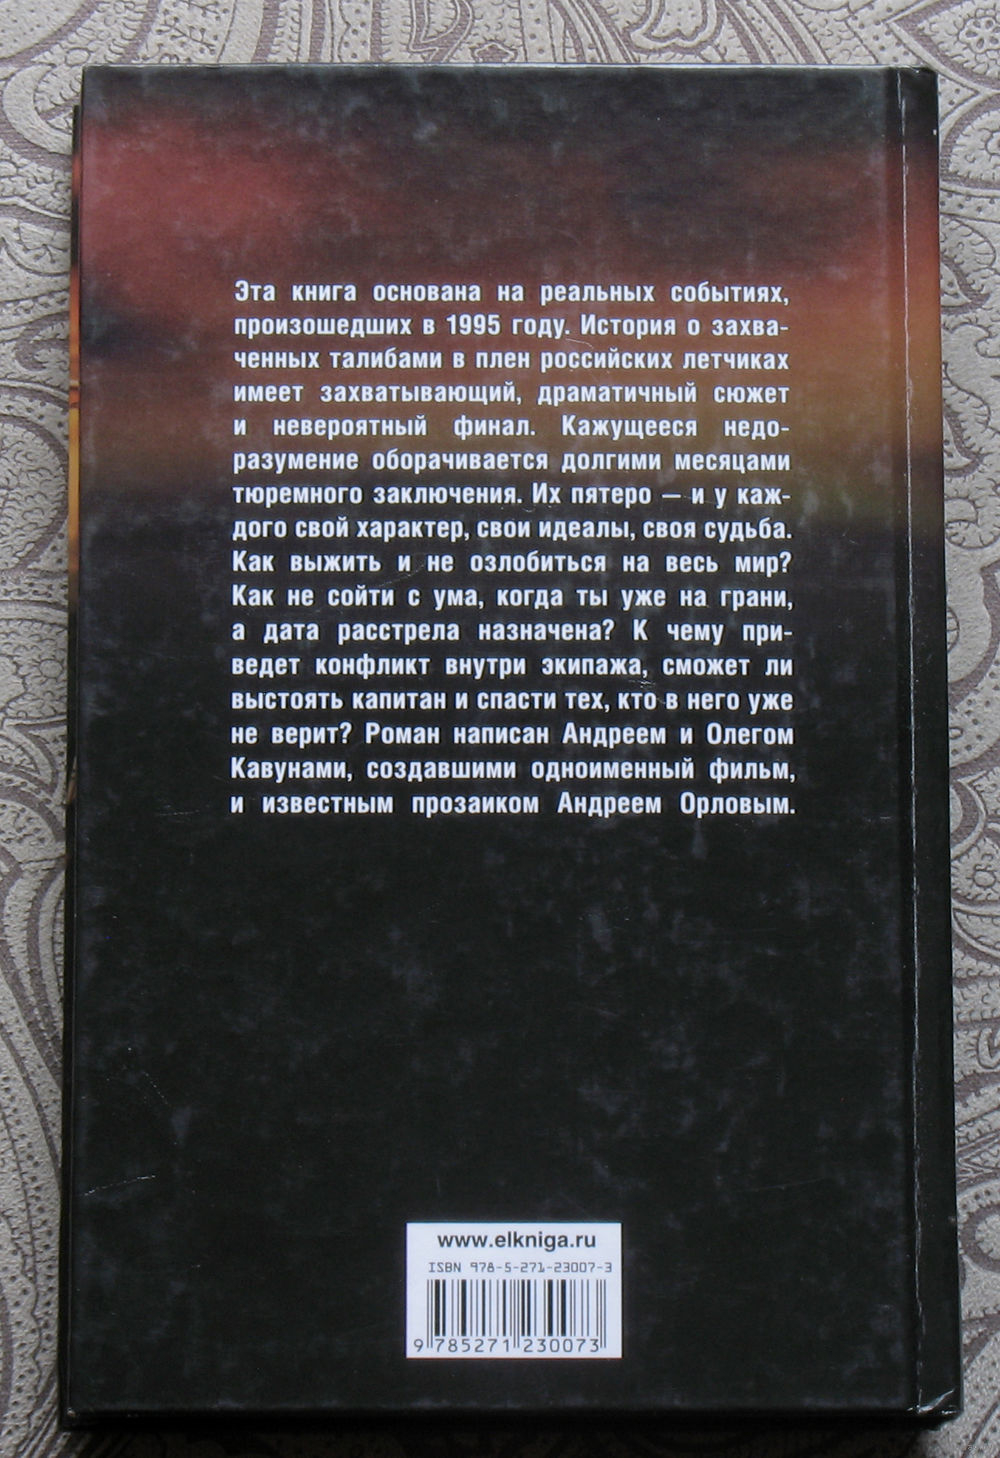 Эта книга основана на реальных событиях,
произошедших в 1995 году. История о захва-
ченных талибами в плен российских летчиках
имеет захватывающий, драматичный сюжет
и невероятный финал. Кажущееся недо-
разумение оборачивается долгими месяцами
тюремного заключения. Их пятеро — и у каж-
дого свой характер, свои идеалы, своя судьба.
Как выжить и не озлобиться на весь мир?
Как не сойти с ума, когда ты уже на грани,
а дата расстрела назначена? К чему при-
ведет конфликт внутри экипажа, сможет ли
выстоять капитан и спасти тех, кто в него уже
не верит? Роман написан Андреем и Олегом
Кавунами, создавшими одноименный фильм,
и известным прозаиком Андреем Орловым.
www.elkniga.ru
ISBN 978-5-271-23007-3
9 785271 230073